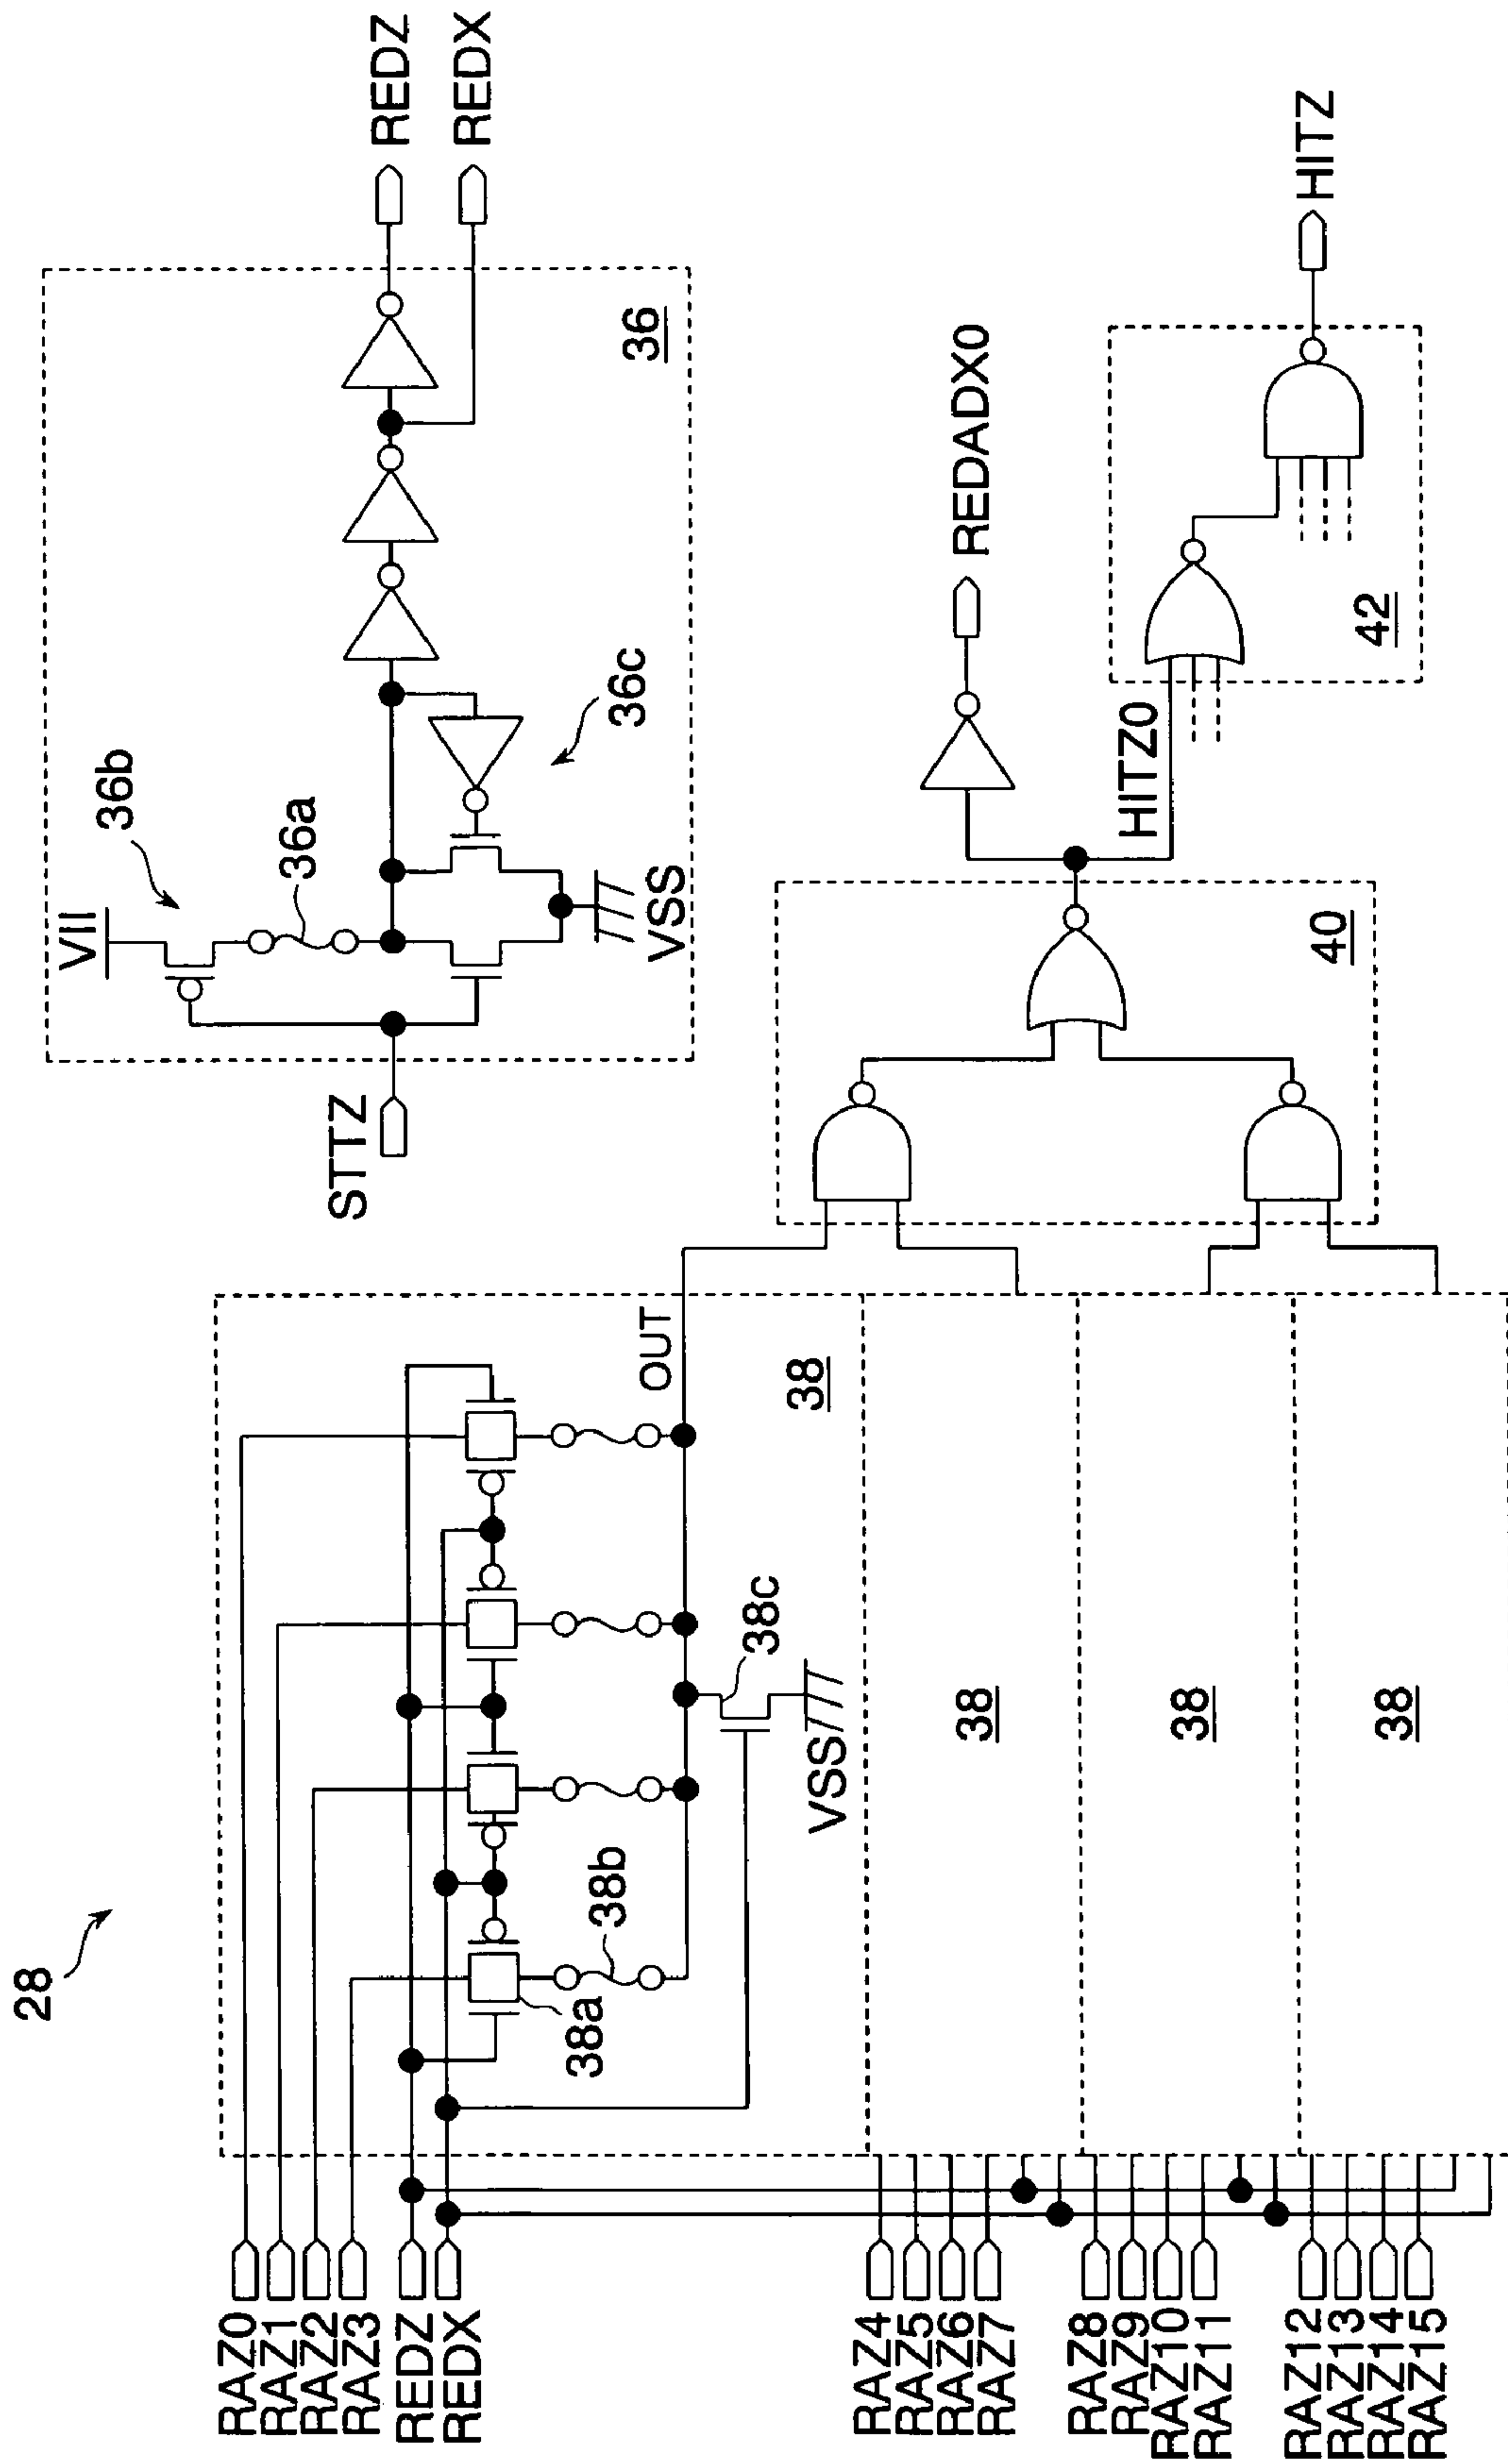 28
RAZ0
RAZ1
RAZ2
RAZ3
REDZ
REDX
38a
38b
38c
VSS
OUT
38
RAZ4
RAZ5
RAZ6
RAZ7
38
RAZ8
RAZ9
RAZ10
RAZ11
38
RAZ12
RAZ13
RAZ14
RAZ15
38
STTZ
VII
36b
36a
36c
VSS
36
REDZ
REDX
40
REDADX0
HITZ0
42
HITZ